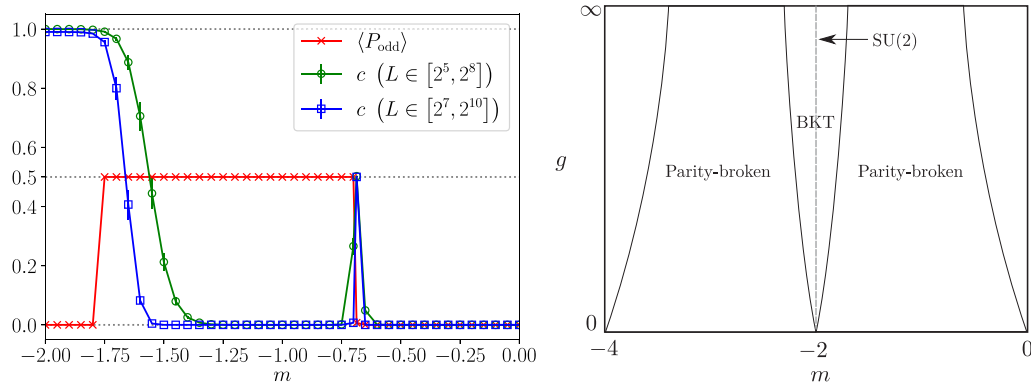 1.0
0.8
0.6
0.5
0.4
0.2
0.0
⟨P_odd⟩
c (L ∈ [2^5, 2^8])
c (L ∈ [2^7, 2^10])
−2.00 −1.75 −1.50 −1.25 −1.00 −0.75 −0.50 −0.25 0.00
m
∞
g
0
SU(2)
BKT
Parity-broken Parity-broken
−4 −2 0
m